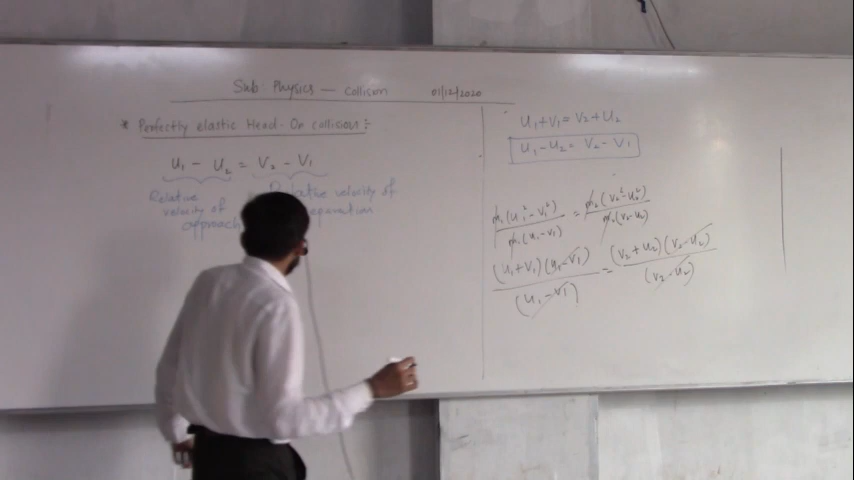 Sub: Physics — Collison 01/12/2020
* Perfectly elastic Head-On collision :-
u₁ - u₂ = v₂ - v₁
Relative velocity of approach
Relative velocity of separation
u₁ + v₁ = v₂ + u₂
u₁ - u₂ = v₂ - v₁
m₁(u₁² - v₁²) / m₁(u₁ - v₁) = m₂(v₂² - u₂²) / m₂(v₂ - u₂)
(u₁ + v₁)(u₁ - v₁) / (u₁ - v₁) = (v₂ + u₂)(v₂ - u₂) / (v₂ - u₂)